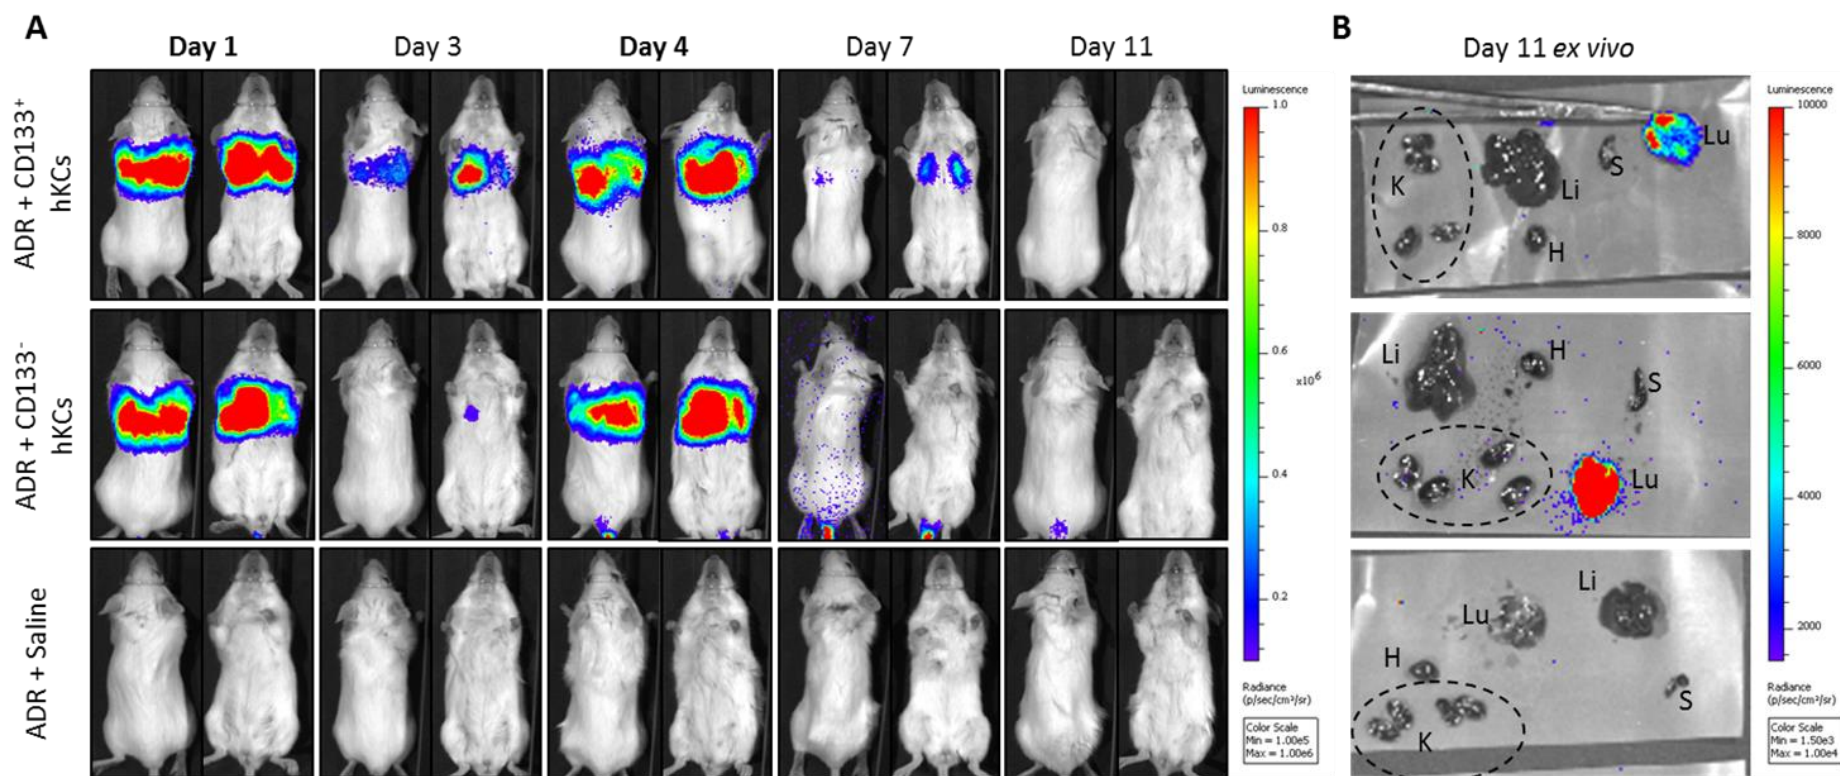 A
Day 1
Day 3
Day 4
Day 7
Day 11
ADR + CD133+
hKCs
ADR + CD133-
hKCs
ADR + Saline
Luminescence
1.0
0.8
0.6
x10⁶
0.4
0.2
Radiance
(p/sec/cm²/sr)
Color Scale
Min = 1.00e5
Max = 1.00e6
B
Day 11 ex vivo
K
Li
S
Lu
H
Li
H
S
K
Lu
Lu
Li
H
S
K
Luminescence
10000
8000
6000
4000
2000
Radiance
(p/sec/cm²/sr)
Color Scale
Min = 1.50e3
Max = 1.00e4